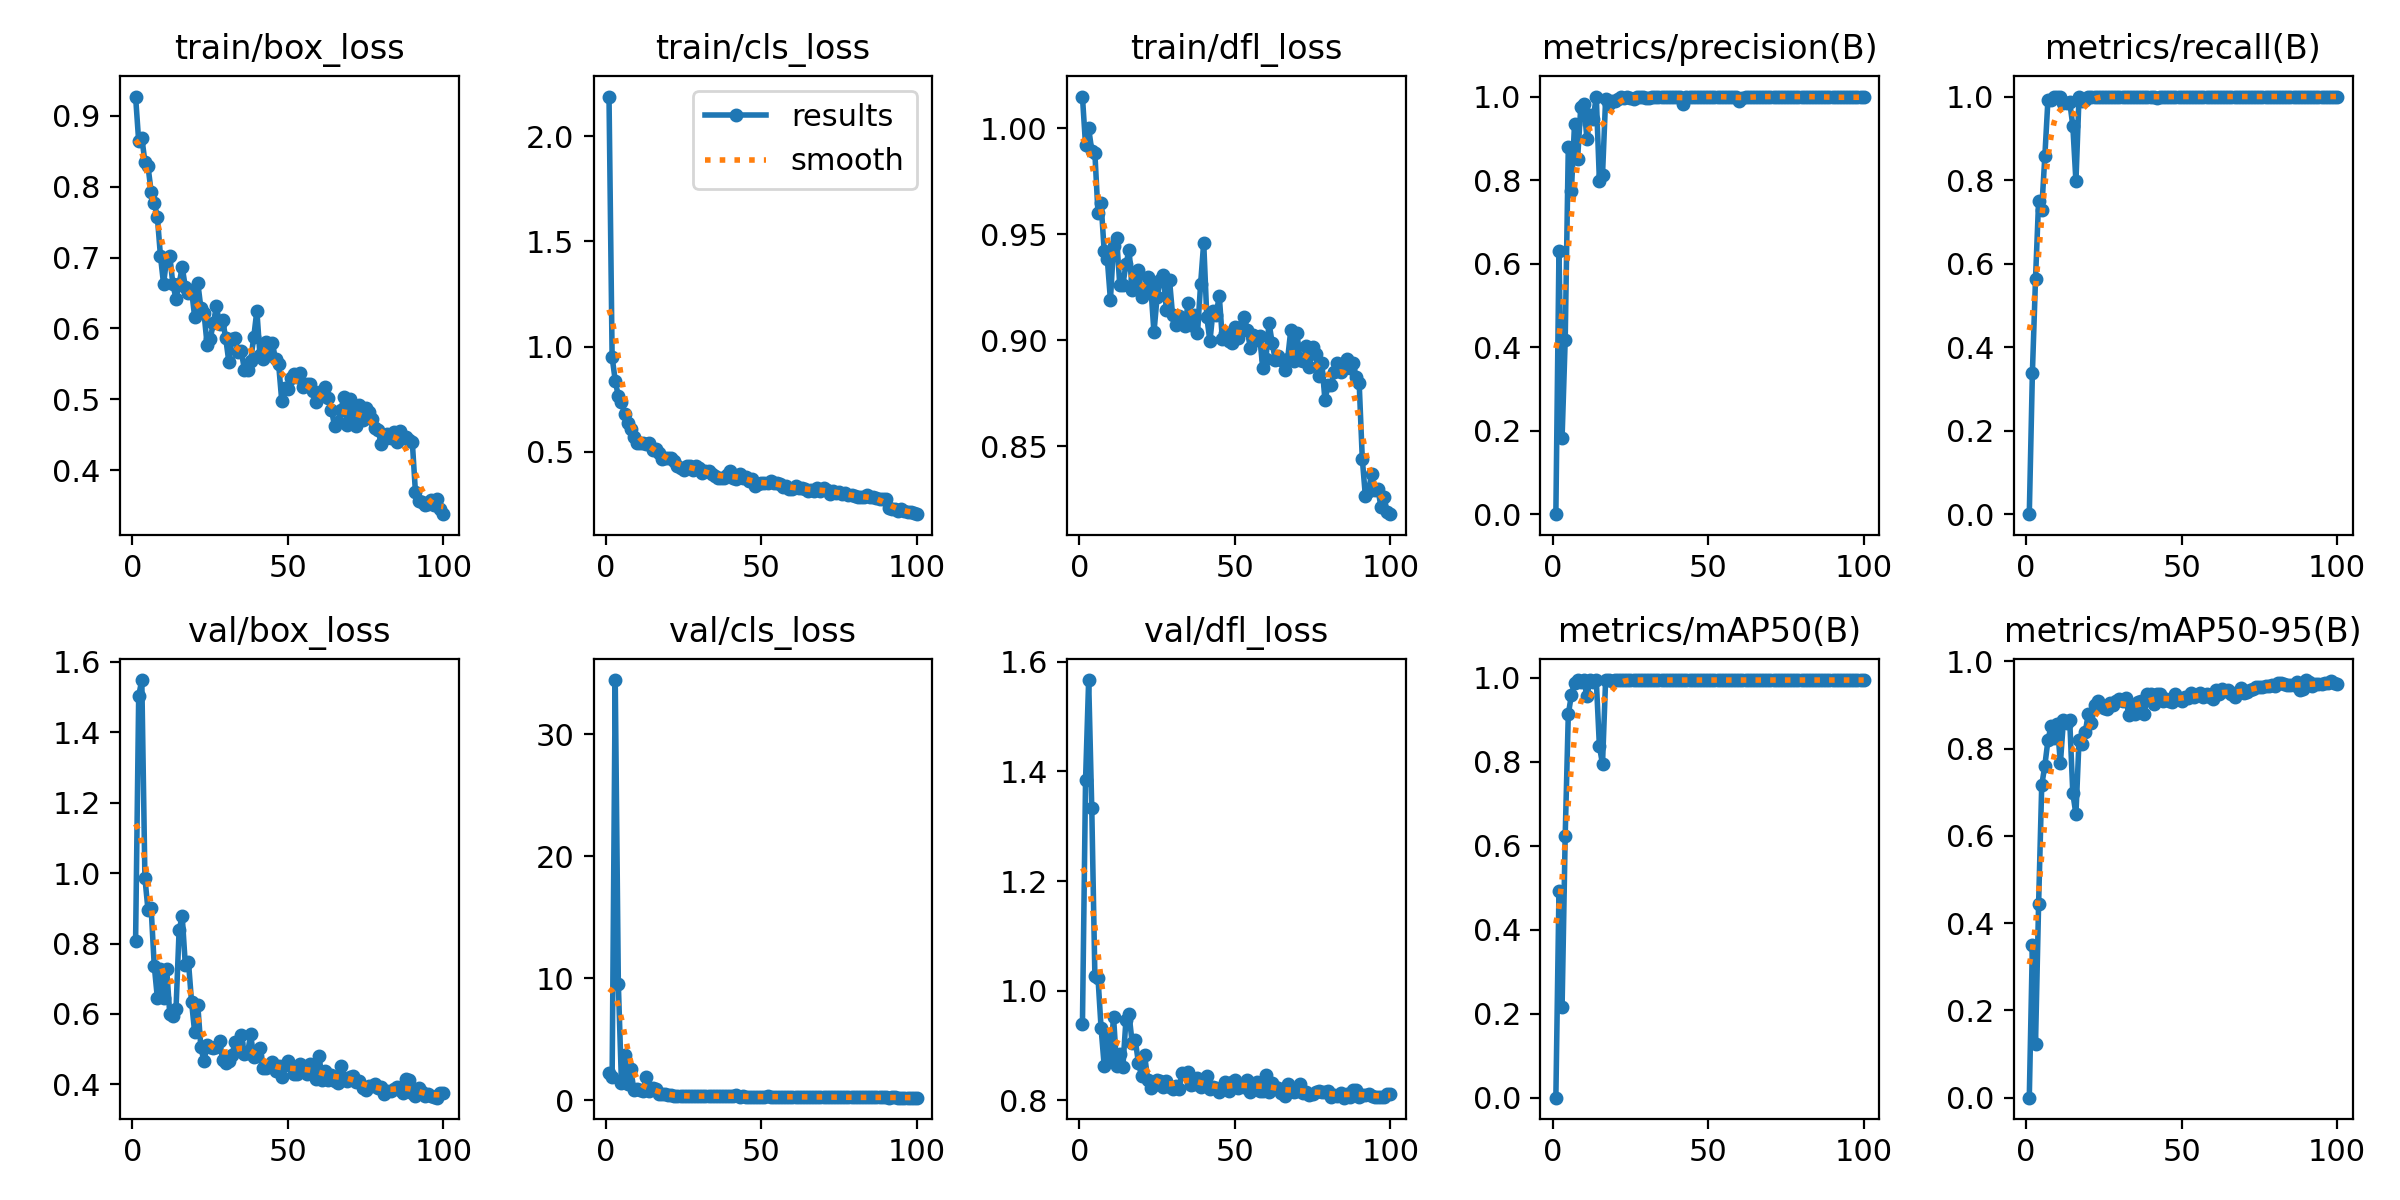 train/box_loss
0.9
0.8
0.7
0.6
0.5
0.4
0 50 100
train/cls_loss
results
smooth
2.0
1.5
1.0
0.5
0 50 100
train/dfl_loss
1.00
0.95
0.90
0.85
0 50 100
metrics/precision(B)
1.0
0.8
0.6
0.4
0.2
0.0
0 50 100
metrics/recall(B)
1.0
0.8
0.6
0.4
0.2
0.0
0 50 100
val/box_loss
1.6
1.4
1.2
1.0
0.8
0.6
0.4
0 50 100
val/cls_loss
30
20
10
0
0 50 100
val/dfl_loss
1.6
1.4
1.2
1.0
0.8
0 50 100
metrics/mAP50(B)
1.0
0.8
0.6
0.4
0.2
0.0
0 50 100
metrics/mAP50-95(B)
1.0
0.8
0.6
0.4
0.2
0.0
0 50 100